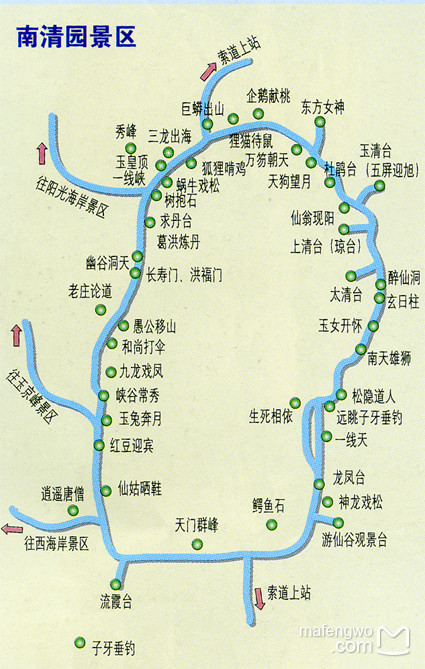 南清园景区
索道上站
企鹅献桃
巨蟒出山
东方女神
秀峰
三龙出海
狸猫待鼠
玉皇顶
狐狸啃鸡
万笏朝天
玉清台
一线峡
杜鹃台
（五屏迎旭）
往阳光海岸景区
蜗牛戏松
天狗望月
树抱石
仙翁现阳
求丹台
葛洪炼丹
上清台（琼台）
幽谷洞天
长寿门、洪福门
醉仙洞
太清台
老庄论道
玄日柱
愚公移山
玉女开怀
和尚打伞
南天雄狮
九龙戏凤
往玉京峰景区
峡谷常秀
松隐道人
生死相依
远眺子牙垂钓
玉兔奔月
一线天
红豆迎宾
龙凤台
仙姑晒鞋
逍遥唐僧
神龙戏松
鳄鱼石
天门群峰
往西海岸景区
游仙谷观景台
流霞台
索道上站
子牙垂钓
mafengwo
.com